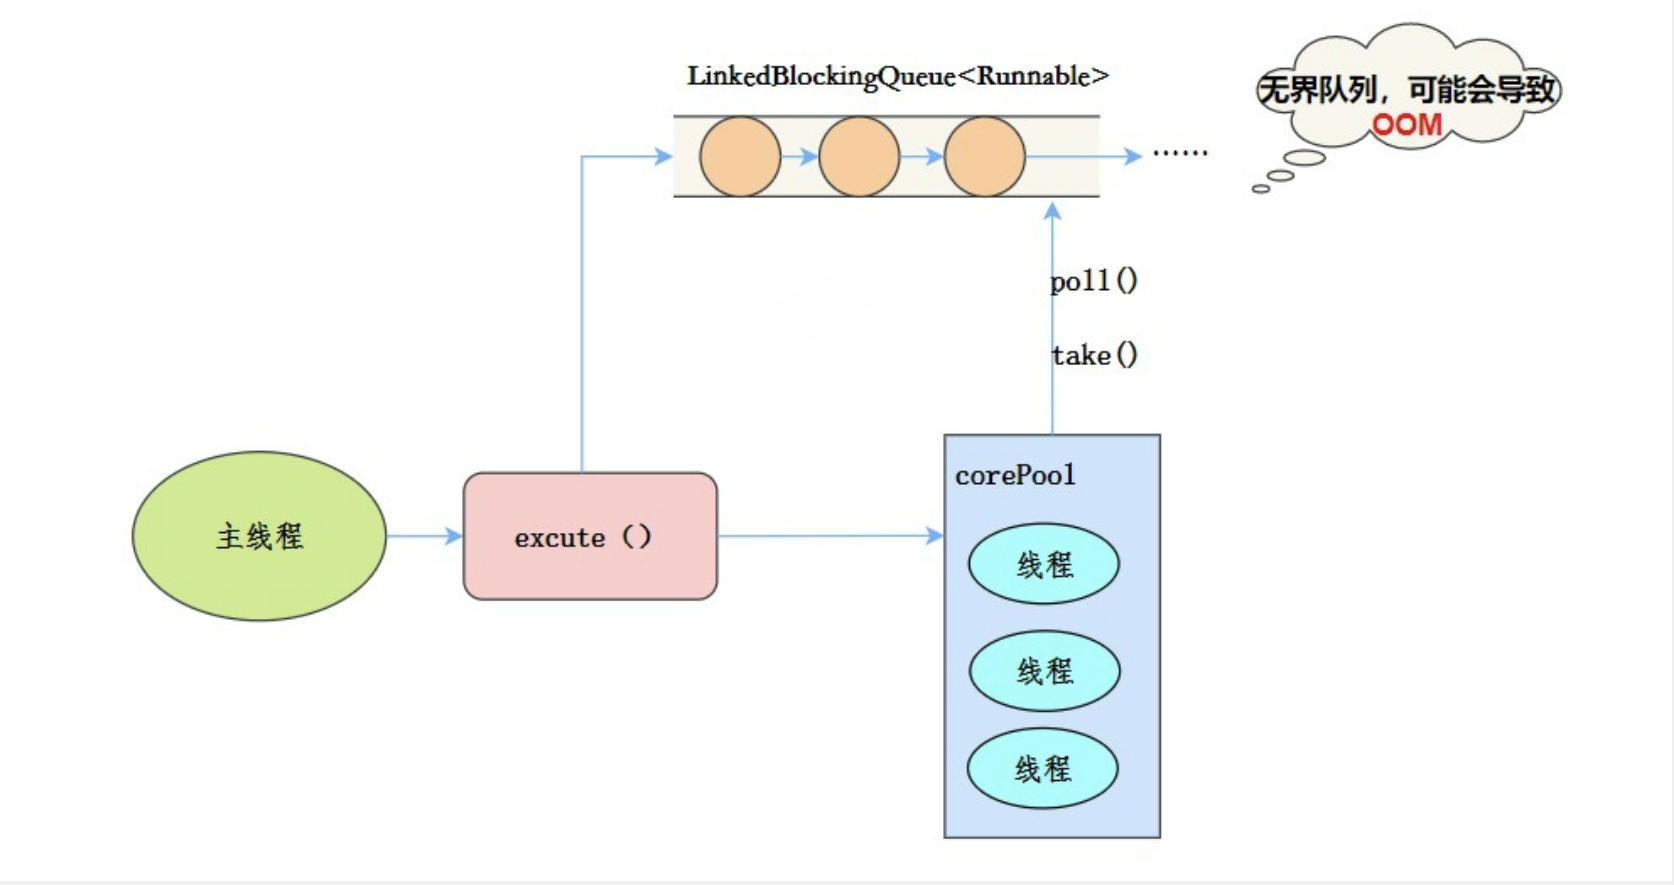 LinkedBlockingQueue<Runnable>
无界队列，可能会导致
OOM
......
poll()
take()
corePool
主线程
excute（）
线程
线程
线程